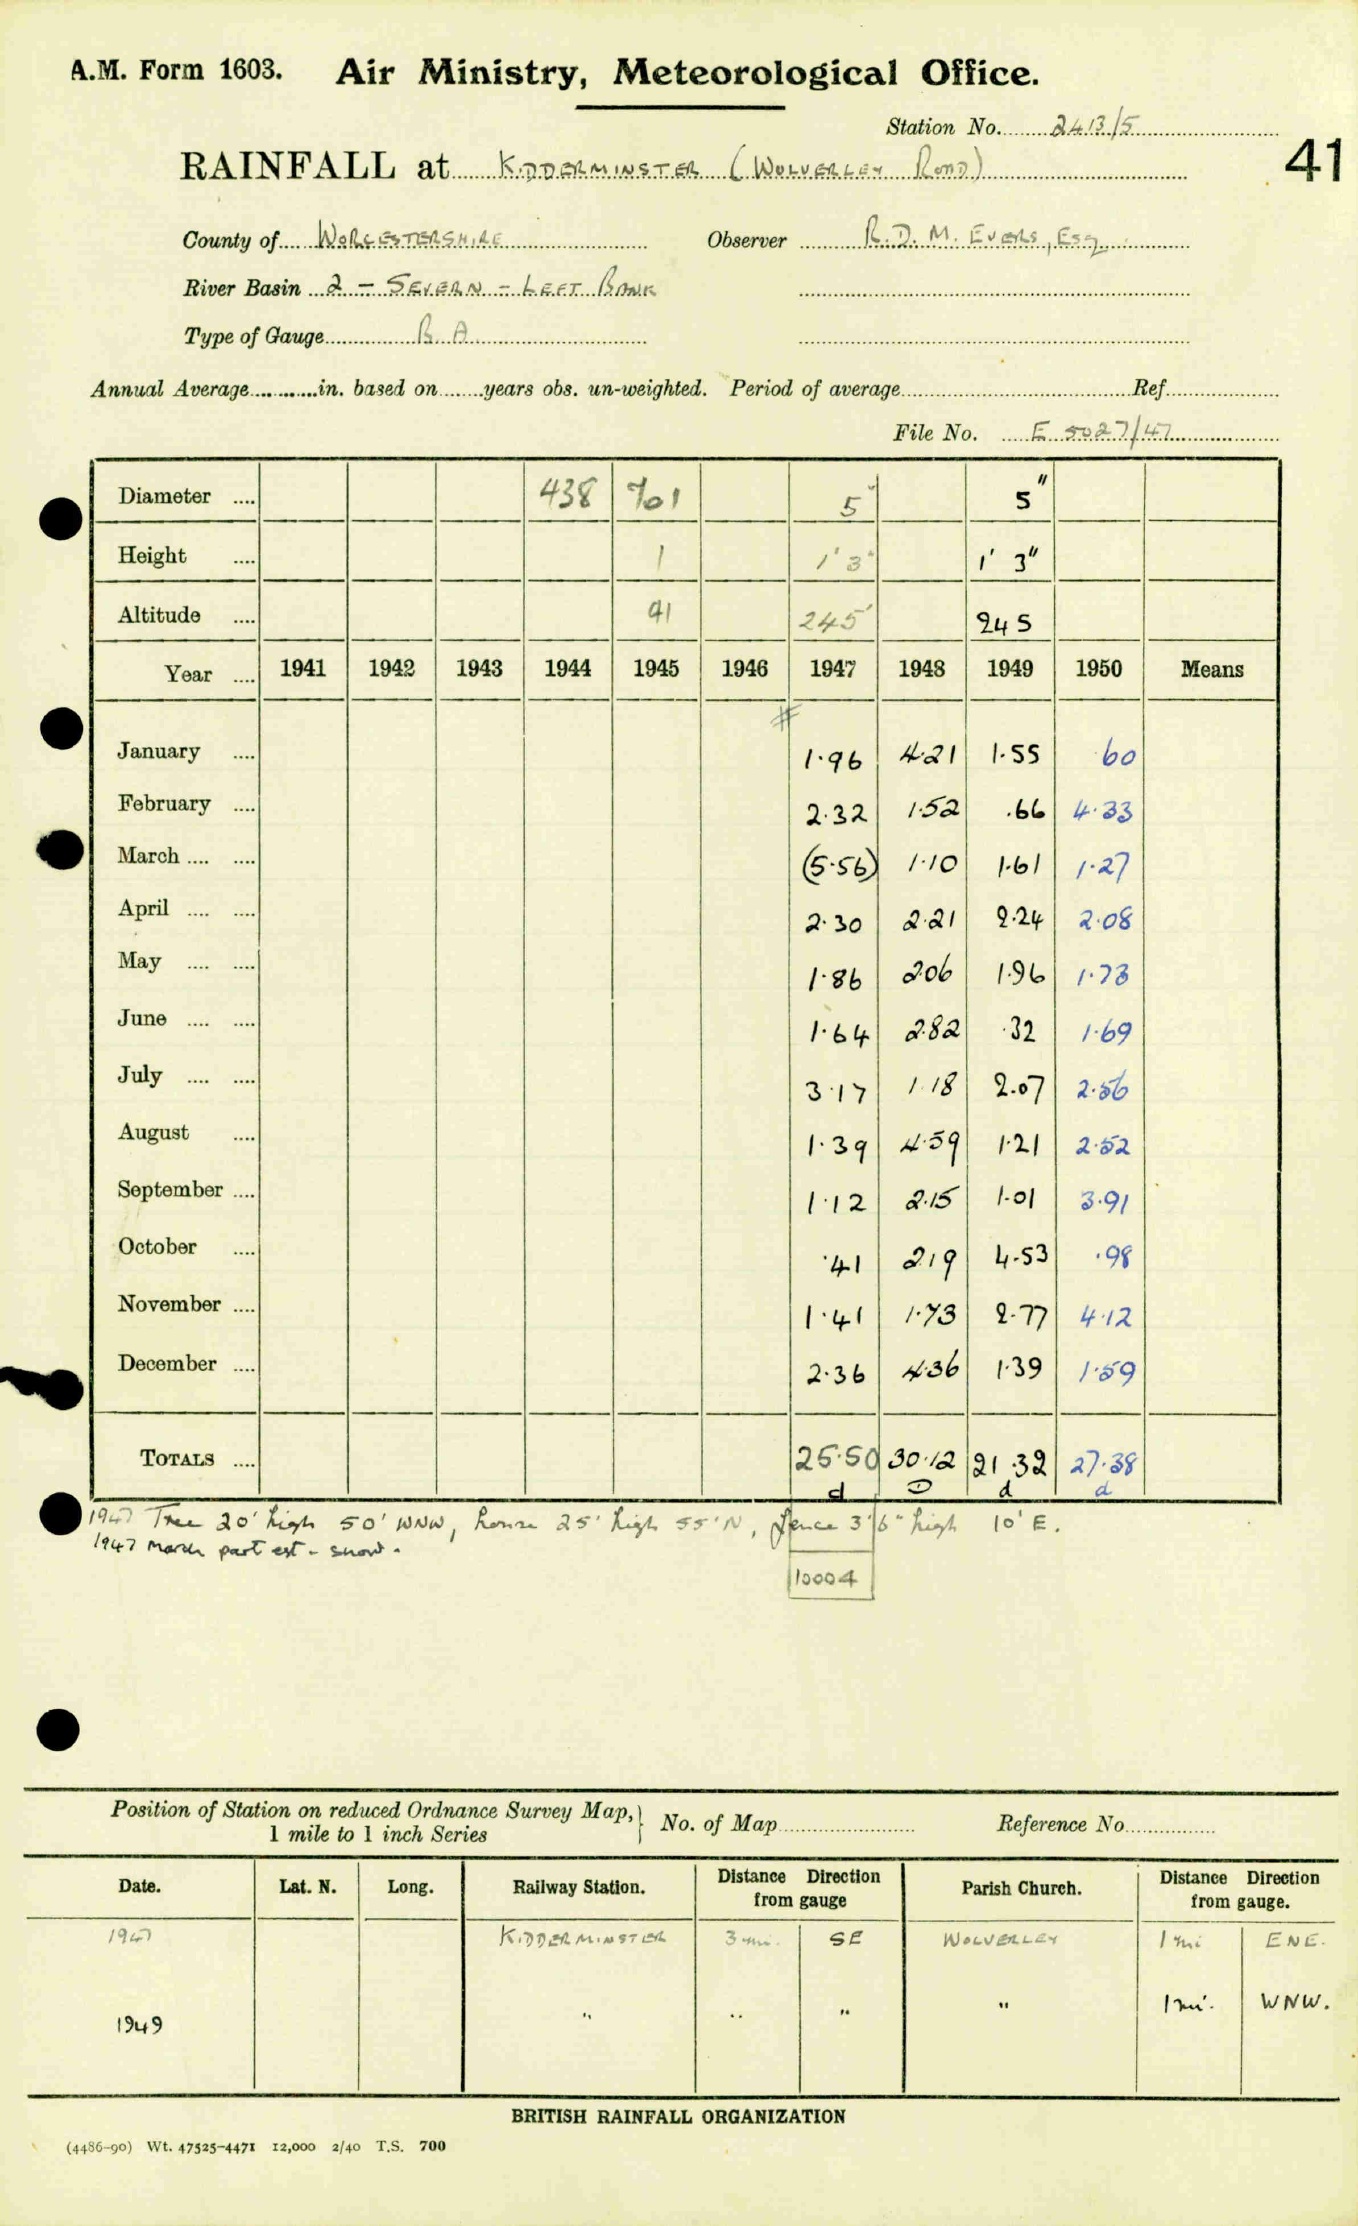 A.M. Form 1603. Air Ministry, Meteorological Office.
Station No. 2413/5
41
RAINFALL at KIDDERMINSTER (WOLVERLEY ROAD)
County of WORCESTERSHIRE Observer R.D.M. EVERS, ESQ.
River Basin 2 - SEVERN - LEFT BANK
Type of Gauge
Annual Average in. based on years obs. un-weighted. Period of average Ref
File No. E 5027/47
Diameter 438 701 5" 5"
Height 1 1' 3" 1' 3"
Altitude 91 245' 245
Year 1941 1942 1943 1944 1945 1946 1947 1948 1949 1950 Means
January 1.96 4.21 1.55 .60
February 2.32 1.52 .66 4.33
March (5.56) 1.10 1.61 1.27
April 2.30 2.21 2.24 2.08
May 1.86 2.06 1.96 1.73
June 1.64 2.82 .32 1.69
July 3.17 1.18 2.07 2.56
August 1.39 4.59 1.21 2.52
September 1.12 2.15 1.01 3.91
October .41 2.19 4.53 .98
November 1.41 1.73 2.77 4.12
December 2.36 4.36 1.39 1.59
TOTALS 25.50 30.12 21.32 27.38
d D d d
1947 Tree 20' high 50' WNW, house 25' high 55' N, fence 3'6" high 10' E.
1947 March part est - snow.
10004
Position of Station on reduced Ordnance Survey Map, 1 mile to 1 inch Series } No. of Map Reference No.
Date. Lat. N. Long. Railway Station. Distance Direction from gauge Parish Church. Distance Direction from gauge.
1947 KIDDERMINSTER 3 mi. SE WOLVERLEY 1 mi ENE.
1949 " " " " 1 mi. WNW.
BRITISH RAINFALL ORGANIZATION
(4486-90) Wt. 47525-4471 12,000 2/40 T.S. 700